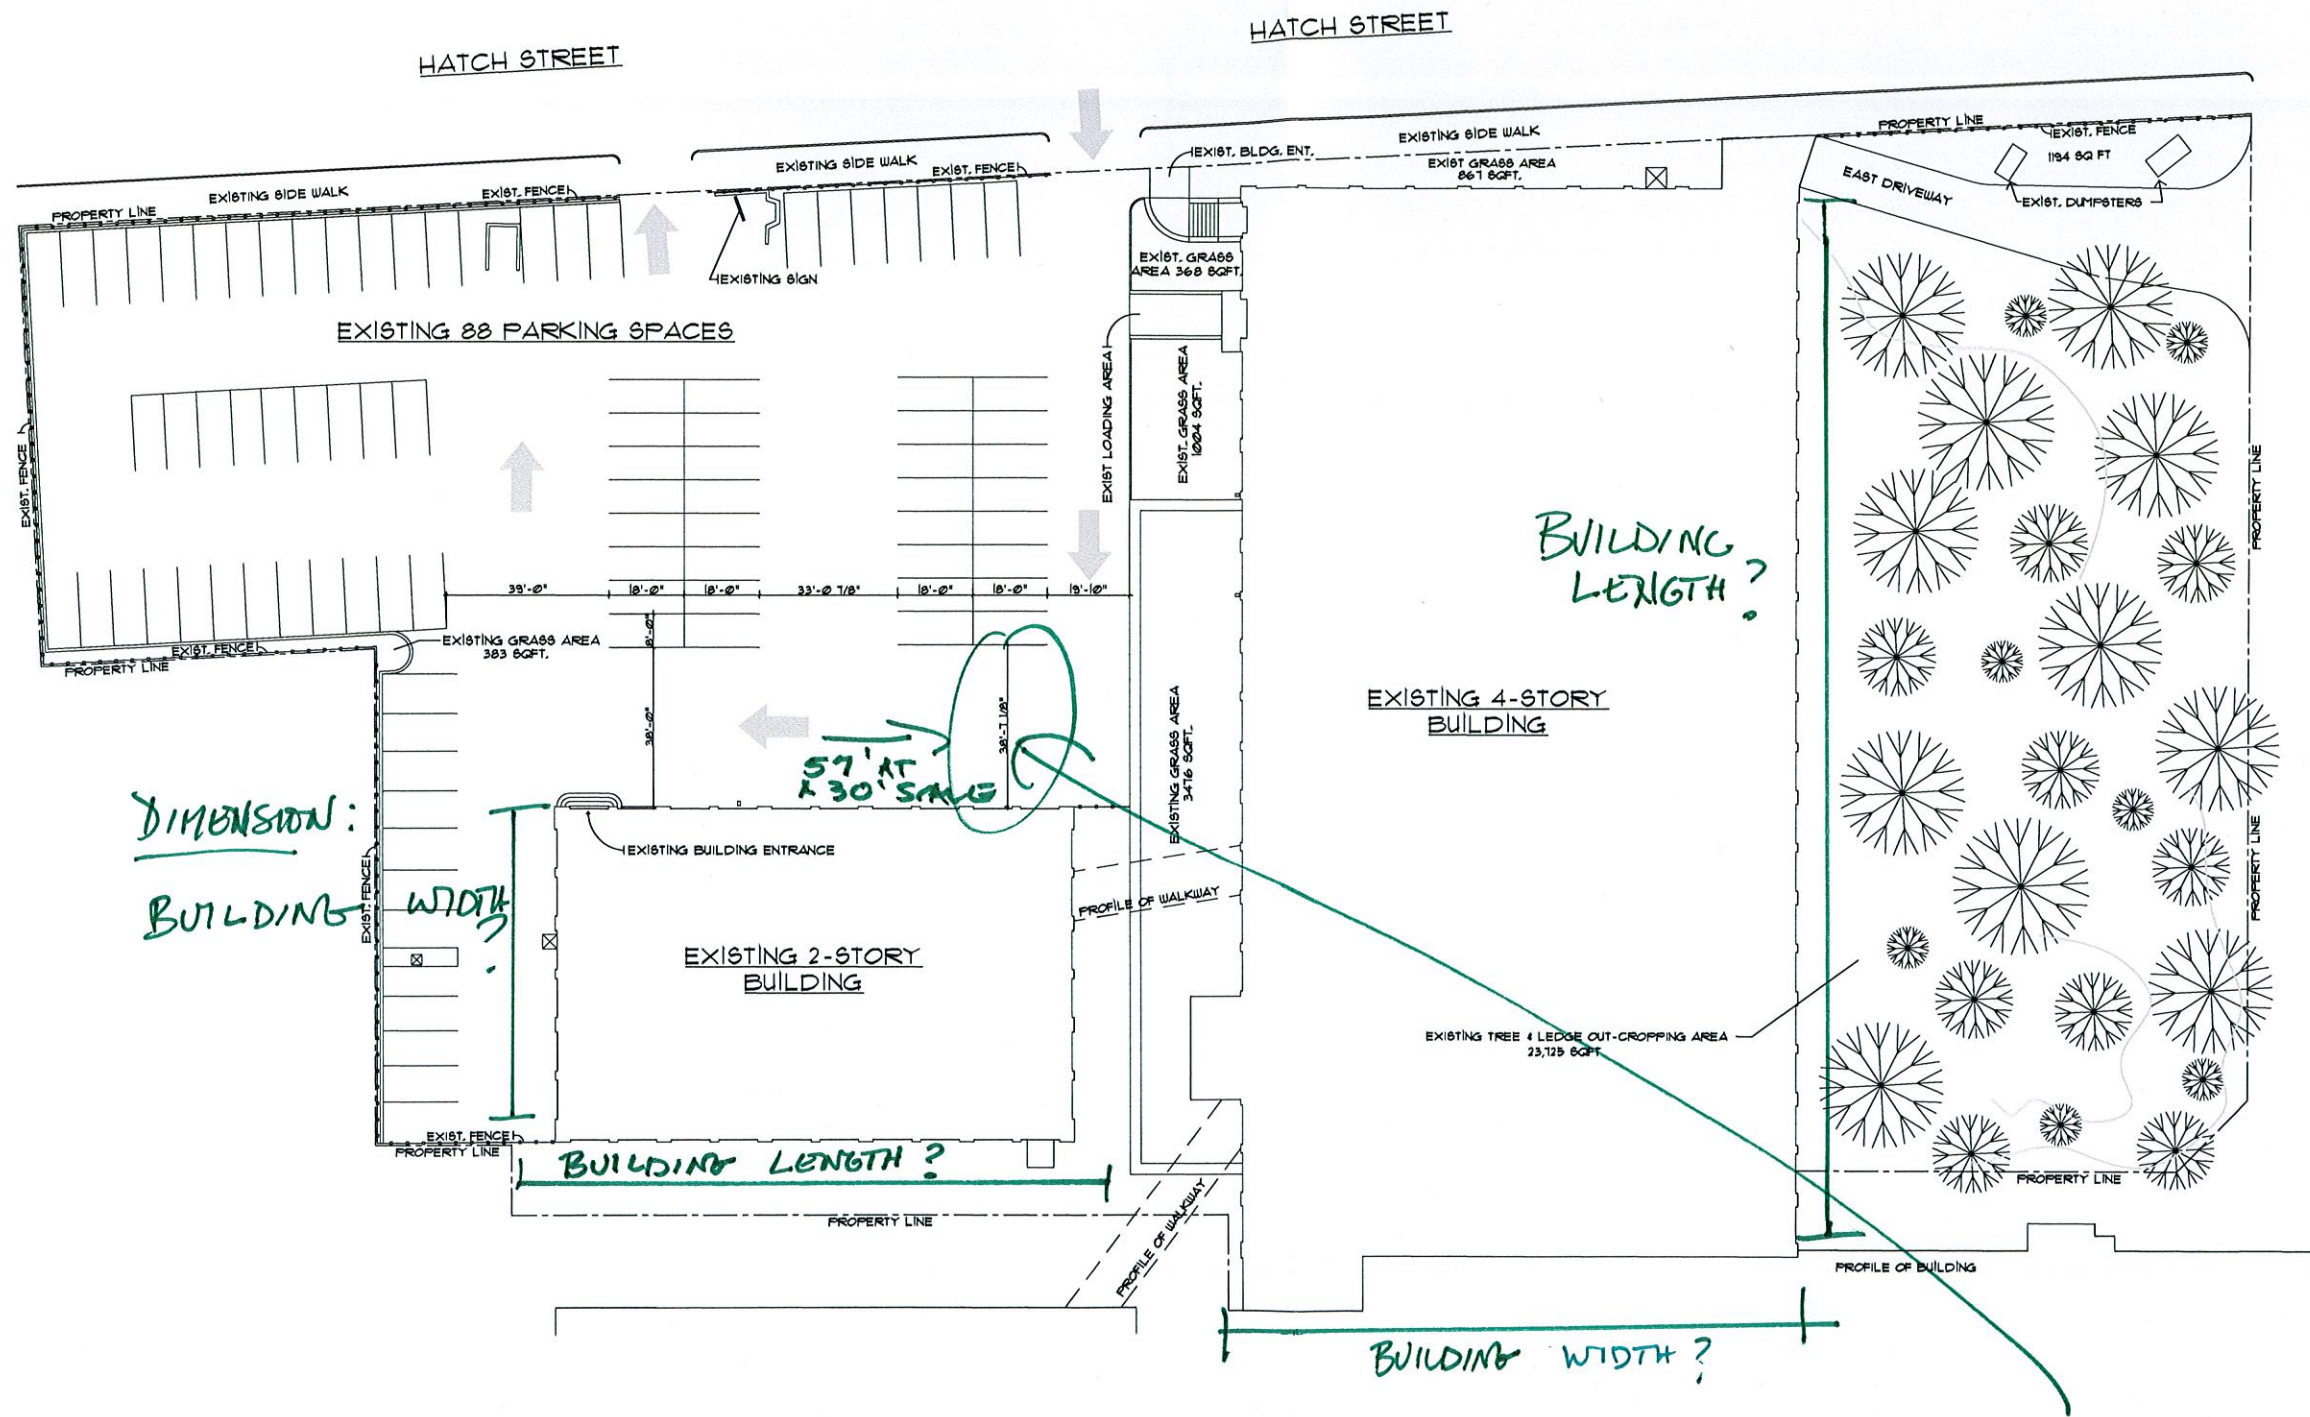 HATCH STREET
HATCH STREET
EXISTING SIDE WALK
PROPERTY LINE
EXIST. FENCE
1194 SQ FT
EXISTING SIDE WALK
EXIST. BLDG. ENT.
EXIST GRASS AREA
867 SQFT.
EAST DRIVEWAY
EXIST. DUMPSTERS
EXIST. FENCE
EXIST. FENCE
EXISTING SIDE WALK
PROPERTY LINE
EXISTING SIGN
EXIST. GRASS
AREA 368 SQFT.
EXISTING 88 PARKING SPACES
EXIST LOADING AREA
EXIST. GRASS AREA
1004 SQFT.
EXIST. FENCE
PROPERTY LINE
BUILDING
LENGTH?
39'-0"
18'-0"
18'-0"
33'-0 7/8"
18'-0"
18'-0"
19'-10"
EXISTING GRASS AREA
383 SQFT.
EXIST. FENCE
PROPERTY LINE
38'-0"
38'-7 1/8"
57' AT
A 30' SCALE
EXISTING GRASS AREA
3476 SQFT.
EXISTING 4-STORY
BUILDING
DIMENSION:
BUILDING WIDTH
?
EXIST. FENCE
EXISTING BUILDING ENTRANCE
PROFILE OF WALKWAY
PROPERTY LINE
EXISTING 2-STORY
BUILDING
EXISTING TREE & LEDGE OUT-CROPPING AREA
23,725 SQFT
EXIST. FENCE
PROPERTY LINE
BUILDING LENGTH?
PROPERTY LINE
PROPERTY LINE
PROFILE OF WALKWAY
PROFILE OF BUILDING
BUILDING WIDTH?